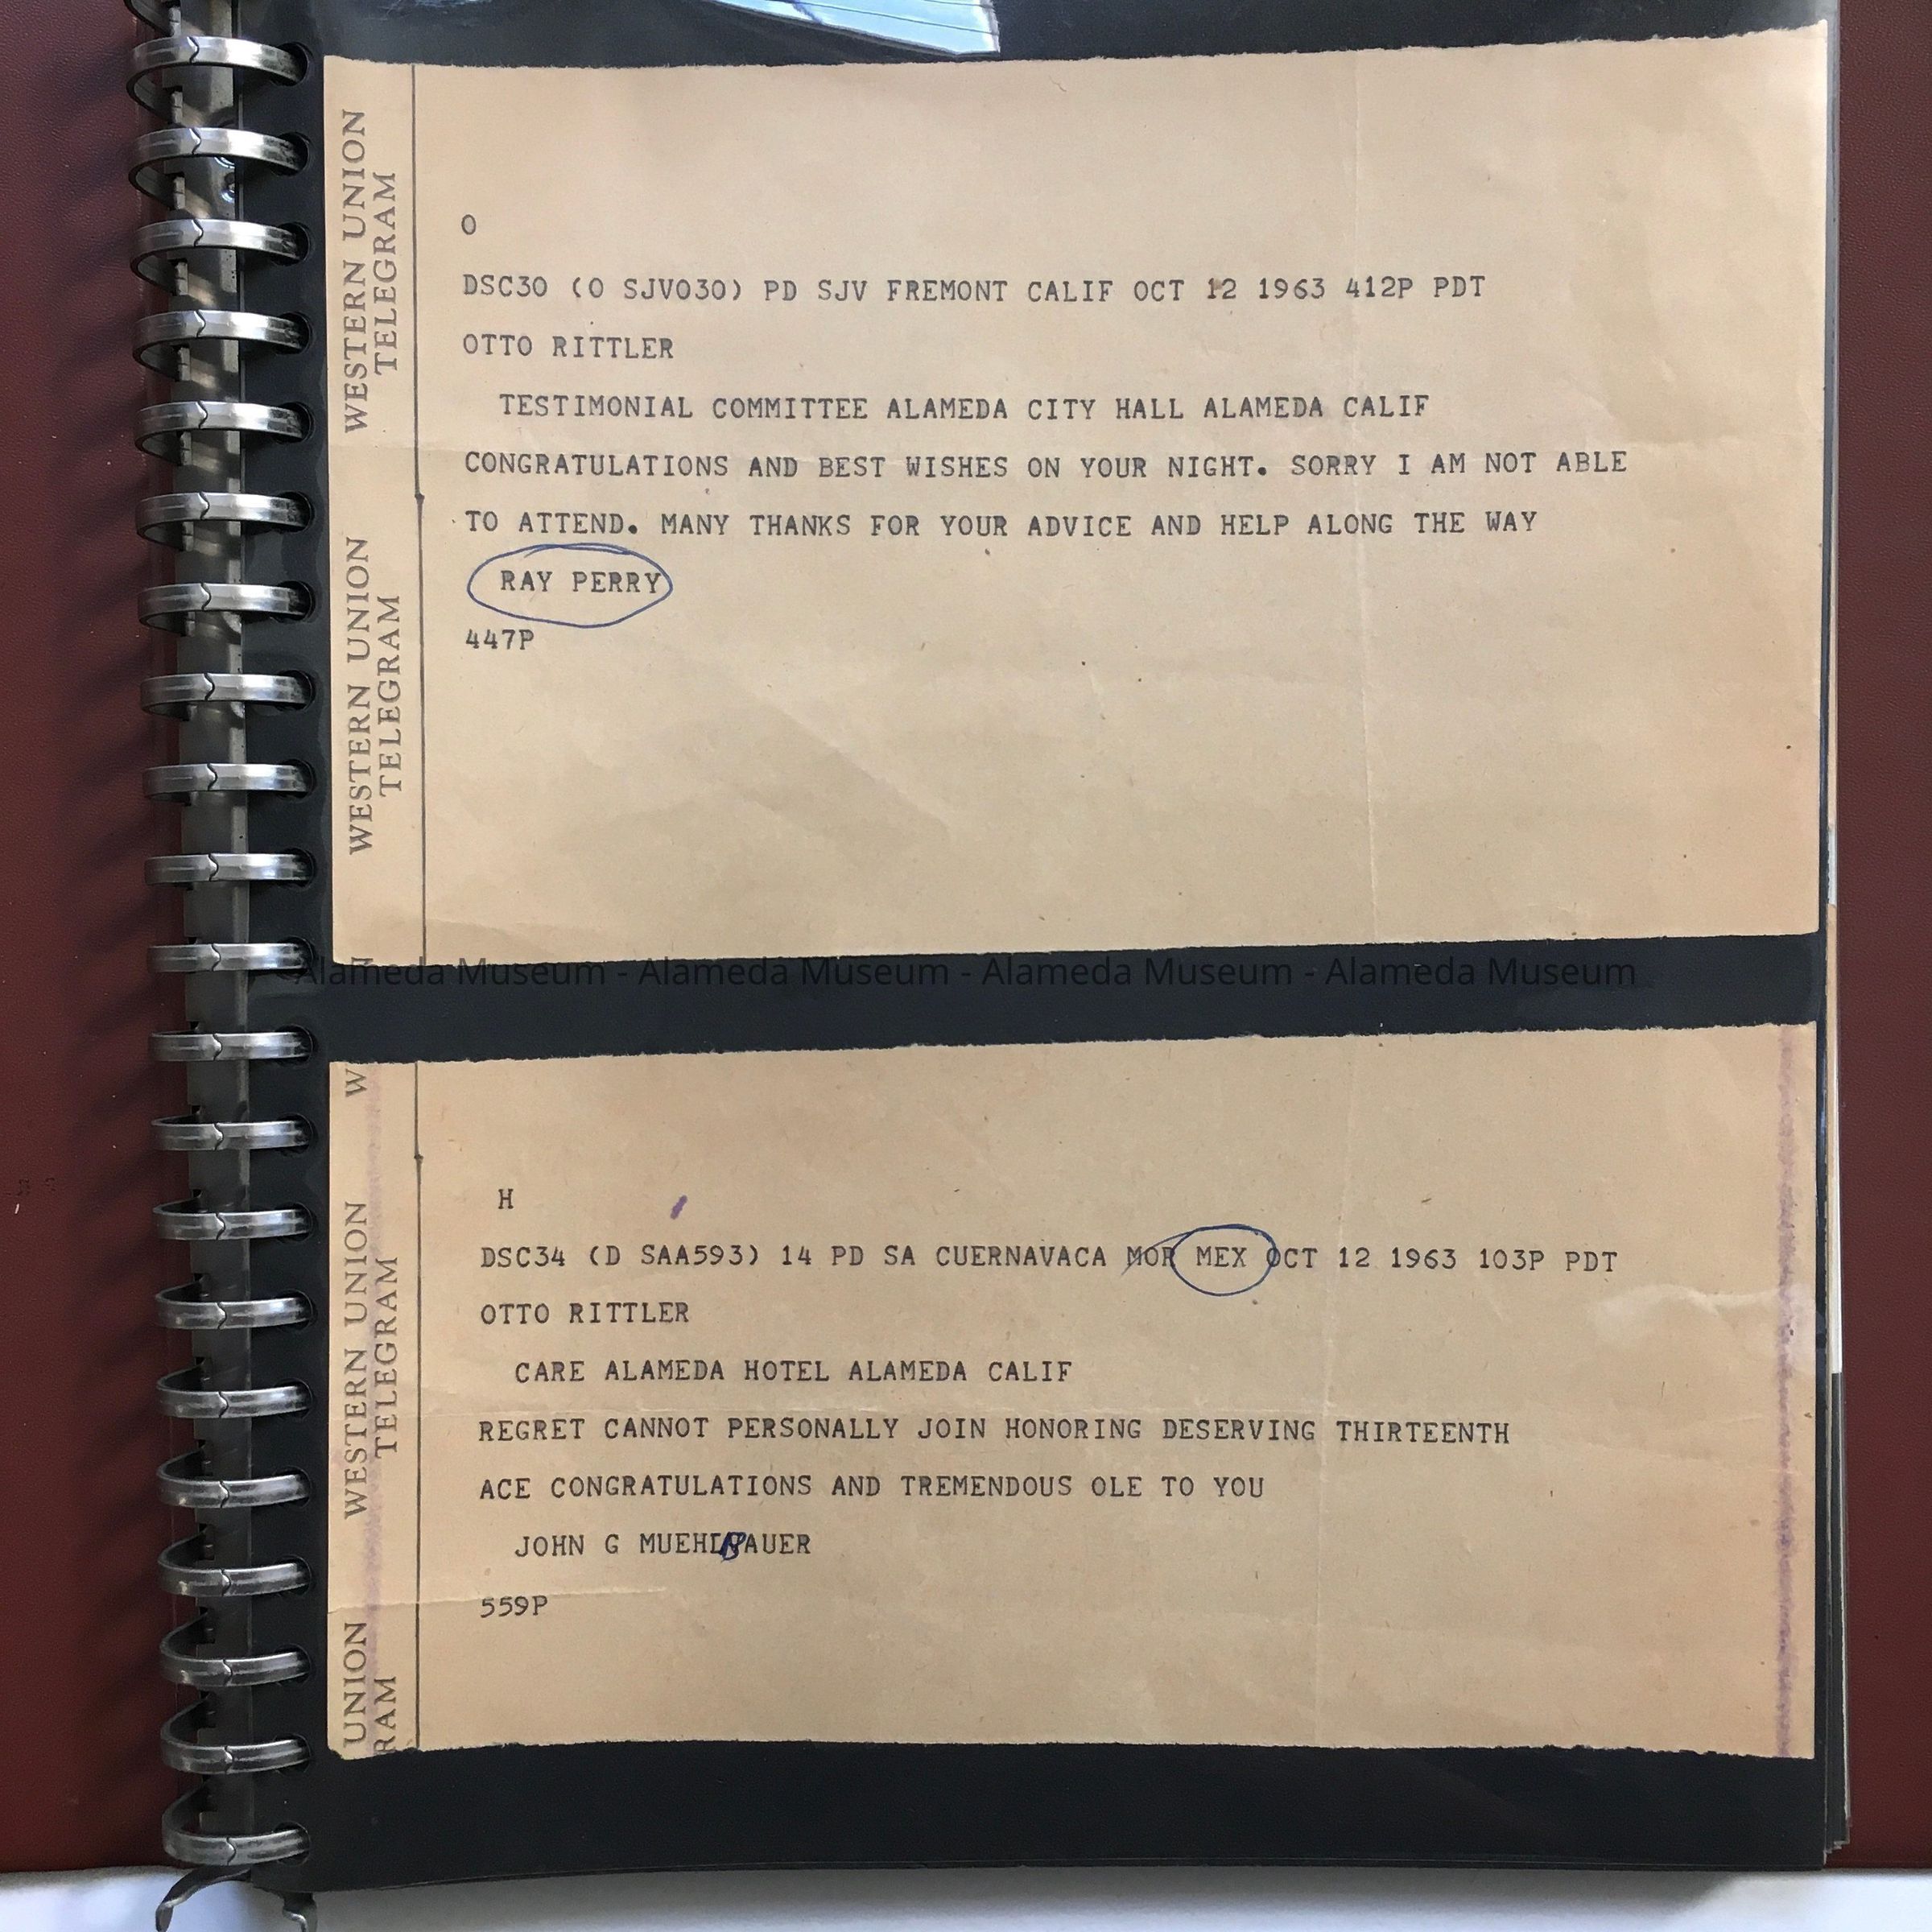 WESTERN UNION
TELEGRAM
WESTERN UNION
TELEGRAM
O
DSC30 (O SJV030) PD SJV FREMONT CALIF OCT 12 1963 412P PDT
OTTO RITTLER
TESTIMONIAL COMMITTEE ALAMEDA CITY HALL ALAMEDA CALIF
CONGRATULATIONS AND BEST WISHES ON YOUR NIGHT. SORRY I AM NOT ABLE
TO ATTEND. MANY THANKS FOR YOUR ADVICE AND HELP ALONG THE WAY
RAY PERRY
447P
Alameda Museum - Alameda Museum - Alameda Museum - Alameda Museum
W
WESTERN UNION
TELEGRAM
UNION
RAM
H
DSC34 (D SAA593) 14 PD SA CUERNAVACA MOR MEX OCT 12 1963 103P PDT
OTTO RITTLER
CARE ALAMEDA HOTEL ALAMEDA CALIF
REGRET CANNOT PERSONALLY JOIN HONORING DESERVING THIRTEENTH
ACE CONGRATULATIONS AND TREMENDOUS OLE TO YOU
JOHN G MUEHLBAUER
559P